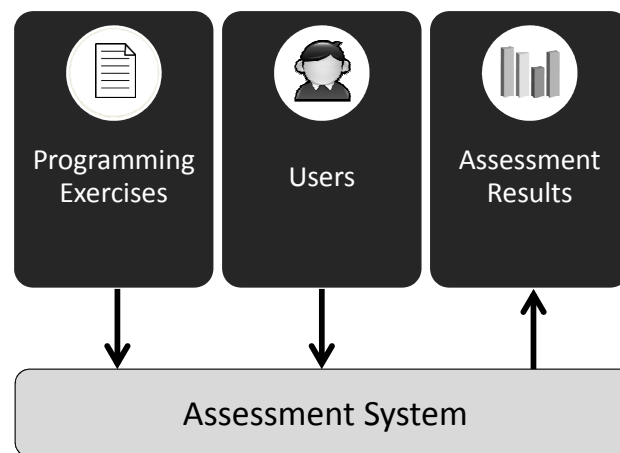 Programming
Exercises
Users
Assessment
Results
Assessment System